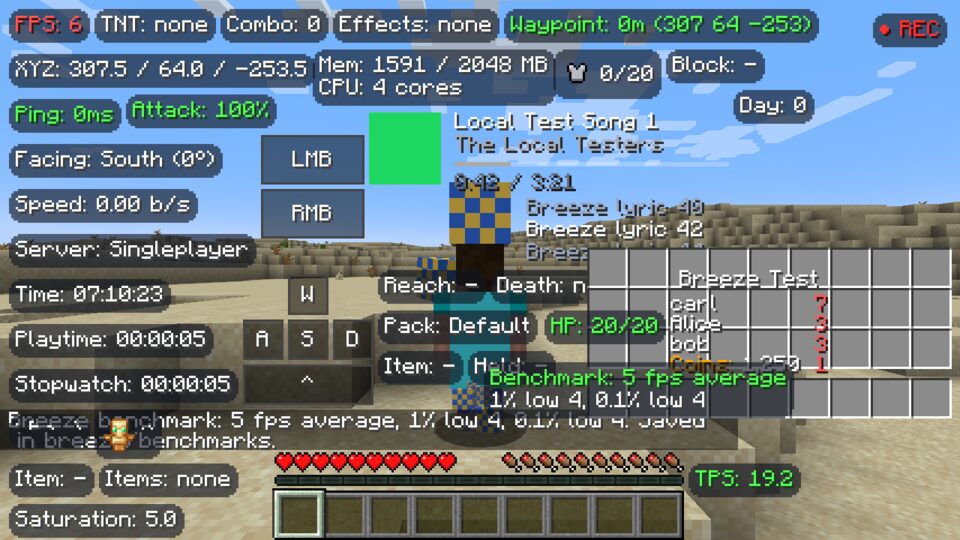 FPS: 6 TNT: none Combo: 0 Effects: none Waypoint: 0m (307 64 -253) REC
XYZ: 307.5 / 64.0 / -253.5 Mem: 1591 / 2048 MB 0/20 Block: -
CPU: 4 cores
Day: 0
Ping: 0ms Attack: 100%
Local Test Song 1
The Local Testers
Facing: South (0°) LMB
0:42 / 3:21
Speed: 0.00 b/s RMB
Breeze lyric 40
Breeze lyric 42
Breeze lyric
Server: Singleplayer
Reach: - Death: n
Breeze Test
Time: 07:10:23 W
carl 7
Alice 3
bob 3
Coins: 1,250 1
Pack: Default HP: 20/20
Playtime: 00:00:05 A S D
Item: - Hold: -
Benchmark: 5 fps average
1% low 4, 0.1% low 4
Stopwatch: 00:00:05 ^
Breeze benchmark: 5 fps average, 1% low 4, 0.1% low 4. Saved
in breeze benchmarks.
Item: - Items: none TPS: 19.2
Saturation: 5.0